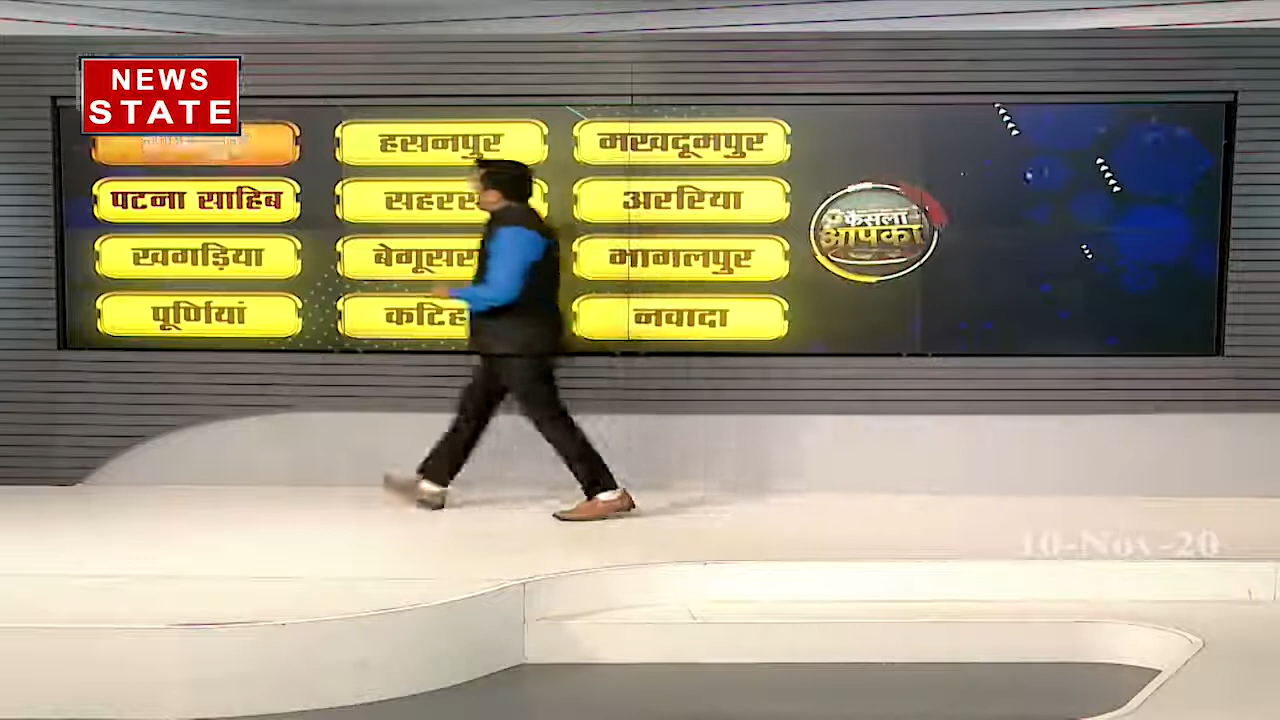 NEWS
STATE
हसनपुर
मखदूमपुर
पटना साहिब
अररिया
खगड़िया
भागलपुर
पूर्णियां
नवादा
फैसला
आपका
10-Nov-20